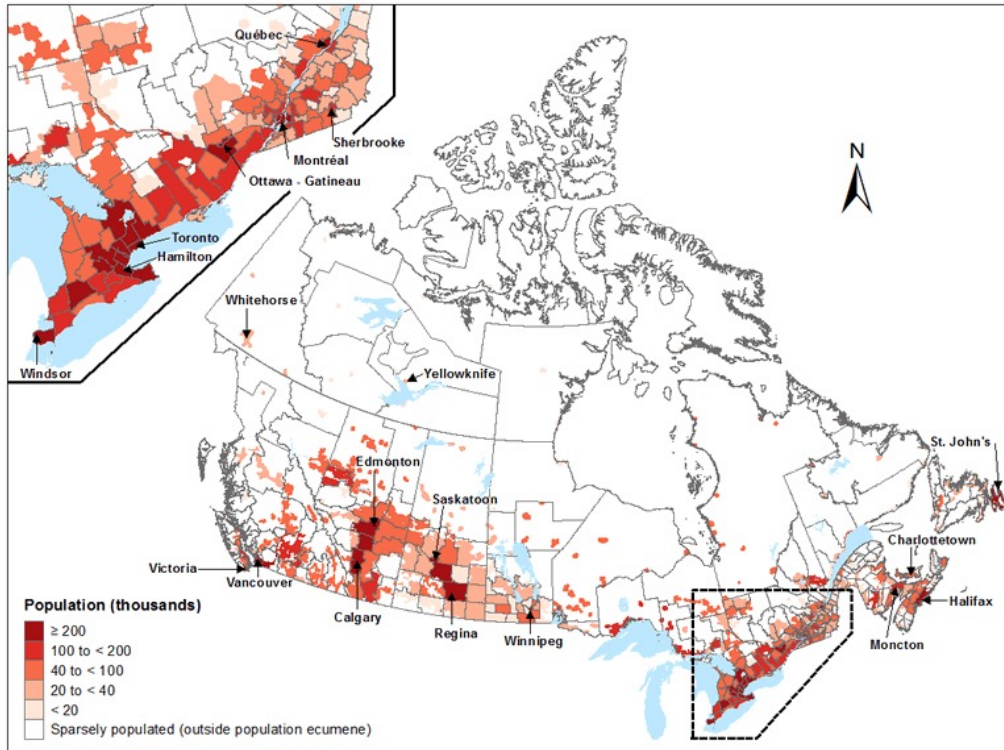 Québec
Sherbrooke
Montréal
Ottawa - Gatineau
Toronto
Hamilton
Windsor
N
Whitehorse
Yellowknife
St. John's
Edmonton
Saskatoon
Charlottetown
Victoria
Vancouver
Calgary
Regina
Winnipeg
Halifax
Moncton
Population (thousands)
≥ 200
100 to < 200
40 to < 100
20 to < 40
< 20
Sparsely populated (outside population ecumene)